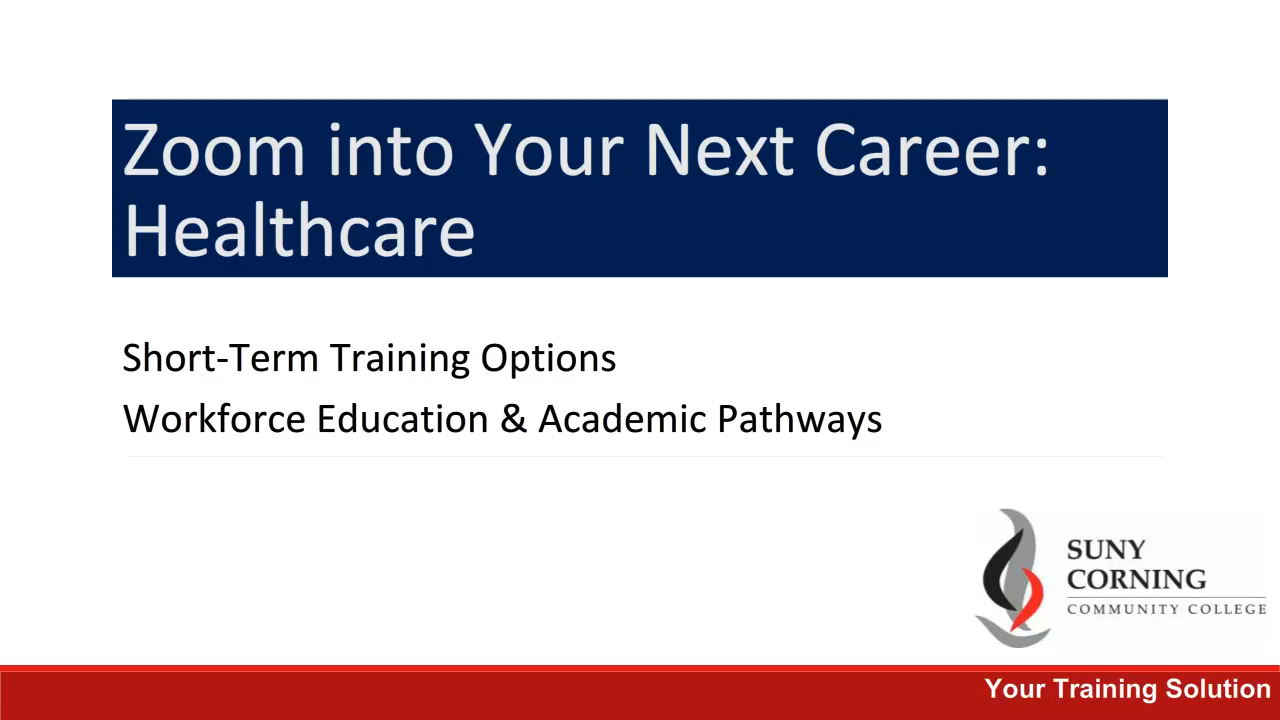 Zoom into Your Next Career:
Healthcare
Short-Term Training Options
Workforce Education & Academic Pathways
SUNY
CORNING
COMMUNITY COLLEGE
Your Training Solution